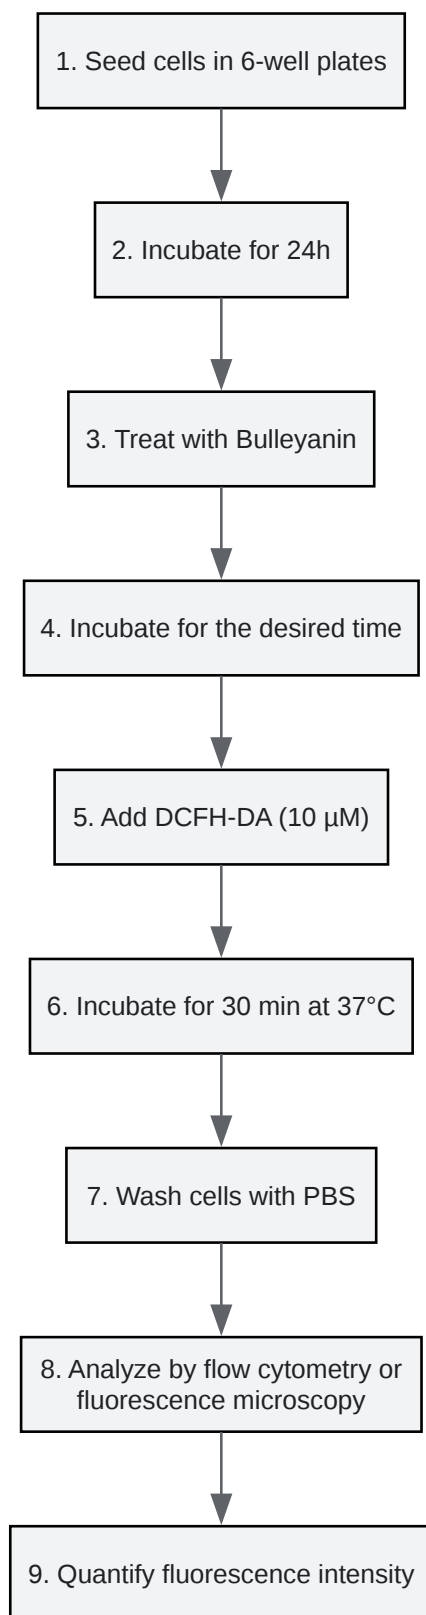 1. Seed cells in 6-well plates
2. Incubate for 24h
3. Treat with Bulleyanin
4. Incubate for the desired time
5. Add DCFH-DA (10 µM)
6. Incubate for 30 min at 37°C
7. Wash cells with PBS
8. Analyze by flow cytometry or
fluorescence microscopy
9. Quantify fluorescence intensity